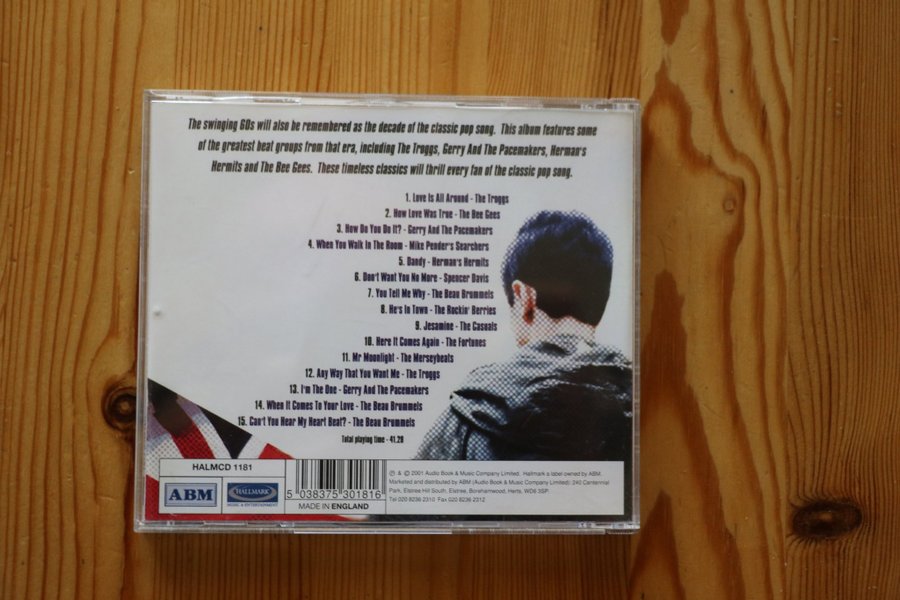 The swinging 60s will also be remembered as the decade of the classic pop song. This album features some
of the greatest beat groups from that era, including The Troggs, Gerry And The Pacemakers, Herman's
Hermits and The Bee Gees. These timeless classics will thrill every fan of the classic pop song.
1. Love Is All Around - The Troggs
2. How Love Was True - The Bee Gees
3. How Do You Do It? - Gerry And The Pacemakers
4. When You Walk In The Room - Mike Pender's Searchers
5. Dandy - Herman's Hermits
6. Don't Want You No More - Spencer Davis
7. You Tell Me Why - The Beau Brummels
8. He's In Town - The Rockin' Berries
9. Jesamine - The Casuals
10. Here It Comes Again - The Fortunes
11. Mr Moonlight - The Merseybeats
12. Any Way That You Want Me - The Troggs
13. I'm The One - Gerry And The Pacemakers
14. When It Comes To Your Love - The Beau Brummels
15. Can't You Hear My Heart Beat? - The Beau Brummels
Total playing time - 41.28
HALMCD 1181
ABM
HALLMARK
MUSIC & ENTERTAINMENT
5 038375 301816
MADE IN ENGLAND
℗ & © 2001 Audio Book & Music Company Limited. Hallmark a label owned by ABM.
Marketed and distributed by ABM (Audio Book & Music Company Limited) 240 Centennial
Park, Elstree Hill South, Elstree, Borehamwood, Herts, WD6 3SP.
Tel 020 8236 2310 Fax 020 8236 2312